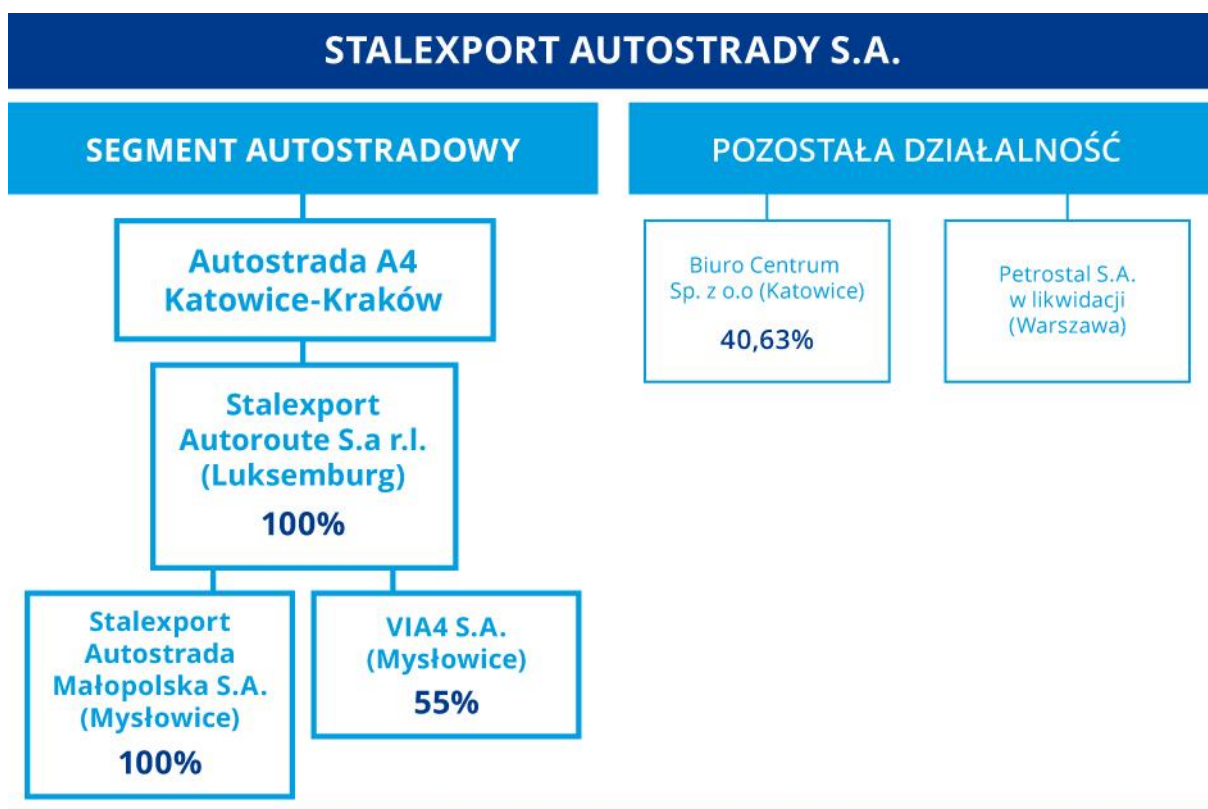 STALEXPORT AUTOSTRADY S.A.
SEGMENT AUTOSTRADOWY
POZOSTAŁA DZIAŁALNOŚĆ
Autostrada A4
Katowice-Kraków
Biuro Centrum
Sp. z o.o (Katowice)
40,63%
Petrostal S.A.
w likwidacji
(Warszawa)
Stalexport
Autoroute S.a r.l.
(Luksemburg)
100%
Stalexport
Autostrada
Małopolska S.A.
(Mysłowice)
100%
VIA4 S.A.
(Mysłowice)
55%